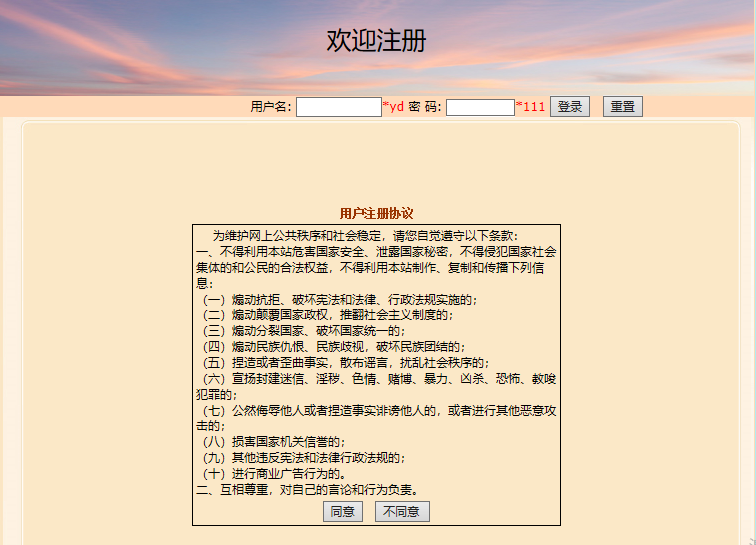 欢迎注册
用户名: *yd 密 码: *111 登录 重置
用户注册协议
为维护网上公共秩序和社会稳定，请您自觉遵守以下条款：
一、不得利用本站危害国家安全、泄露国家秘密，不得侵犯国家社会
集体的和公民的合法权益，不得利用本站制作、复制和传播下列信
息：
（一）煽动抗拒、破坏宪法和法律、行政法规实施的；
（二）煽动颠覆国家政权，推翻社会主义制度的；
（三）煽动分裂国家、破坏国家统一的；
（四）煽动民族仇恨、民族歧视，破坏民族团结的；
（五）捏造或者歪曲事实，散布谣言，扰乱社会秩序的；
（六）宣扬封建迷信、淫秽、色情、赌博、暴力、凶杀、恐怖、教唆
犯罪的；
（七）公然侮辱他人或者捏造事实诽谤他人的，或者进行其他恶意攻
击的；
（八）损害国家机关信誉的；
（九）其他违反宪法和法律行政法规的；
（十）进行商业广告行为的。
二、互相尊重，对自己的言论和行为负责。
同意 不同意